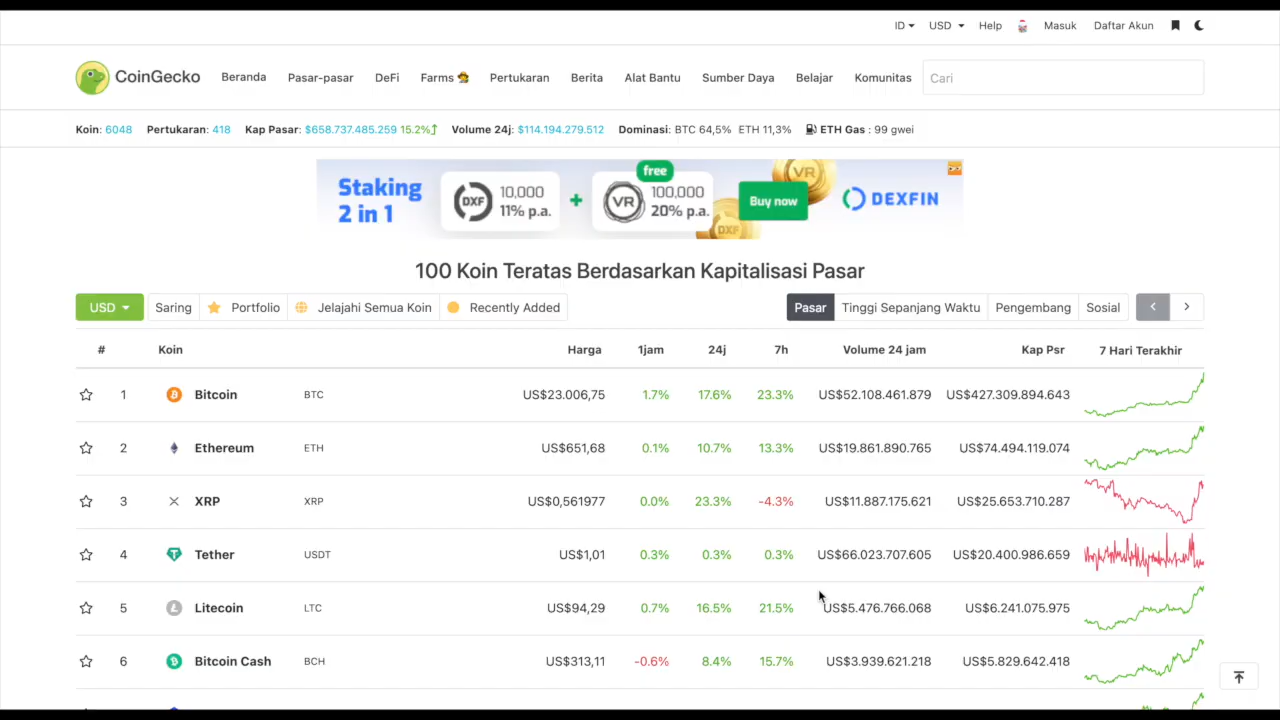 ID USD Help Masuk Daftar Akun
CoinGecko Beranda Pasar-pasar DeFi Farms Pertukaran Berita Alat Bantu Sumber Daya Belajar Komunitas Cari
Koin: 6048 Pertukaran: 418 Kap Pasar: $658.737.485.259 15.2% Volume 24j: $114.194.279.512 Dominasi: BTC 64,5% ETH 11,3% ETH Gas : 99 gwei
Staking 2 in 1 DXF 10,000 11% p.a. + free VR 100,000 20% p.a. Buy now VR DXF DEXFIN
100 Koin Teratas Berdasarkan Kapitalisasi Pasar
USD Saring Portfolio Jelajahi Semua Koin Recently Added Pasar Tinggi Sepanjang Waktu Pengembang Sosial
# Koin Harga 1jam 24j 7h Volume 24 jam Kap Psr 7 Hari Terakhir
1 Bitcoin BTC US$23.006,75 1.7% 17.6% 23.3% US$52.108.461.879 US$427.309.894.643
2 Ethereum ETH US$651,68 0.1% 10.7% 13.3% US$19.861.890.765 US$74.494.119.074
3 XRP XRP US$0,561977 0.0% 23.3% -4.3% US$11.887.175.621 US$25.653.710.287
4 Tether USDT US$1,01 0.3% 0.3% 0.3% US$66.023.707.605 US$20.400.986.659
5 Litecoin LTC US$94,29 0.7% 16.5% 21.5% US$5.476.766.068 US$6.241.075.975
6 Bitcoin Cash BCH US$313,11 -0.6% 8.4% 15.7% US$3.939.621.218 US$5.829.642.418